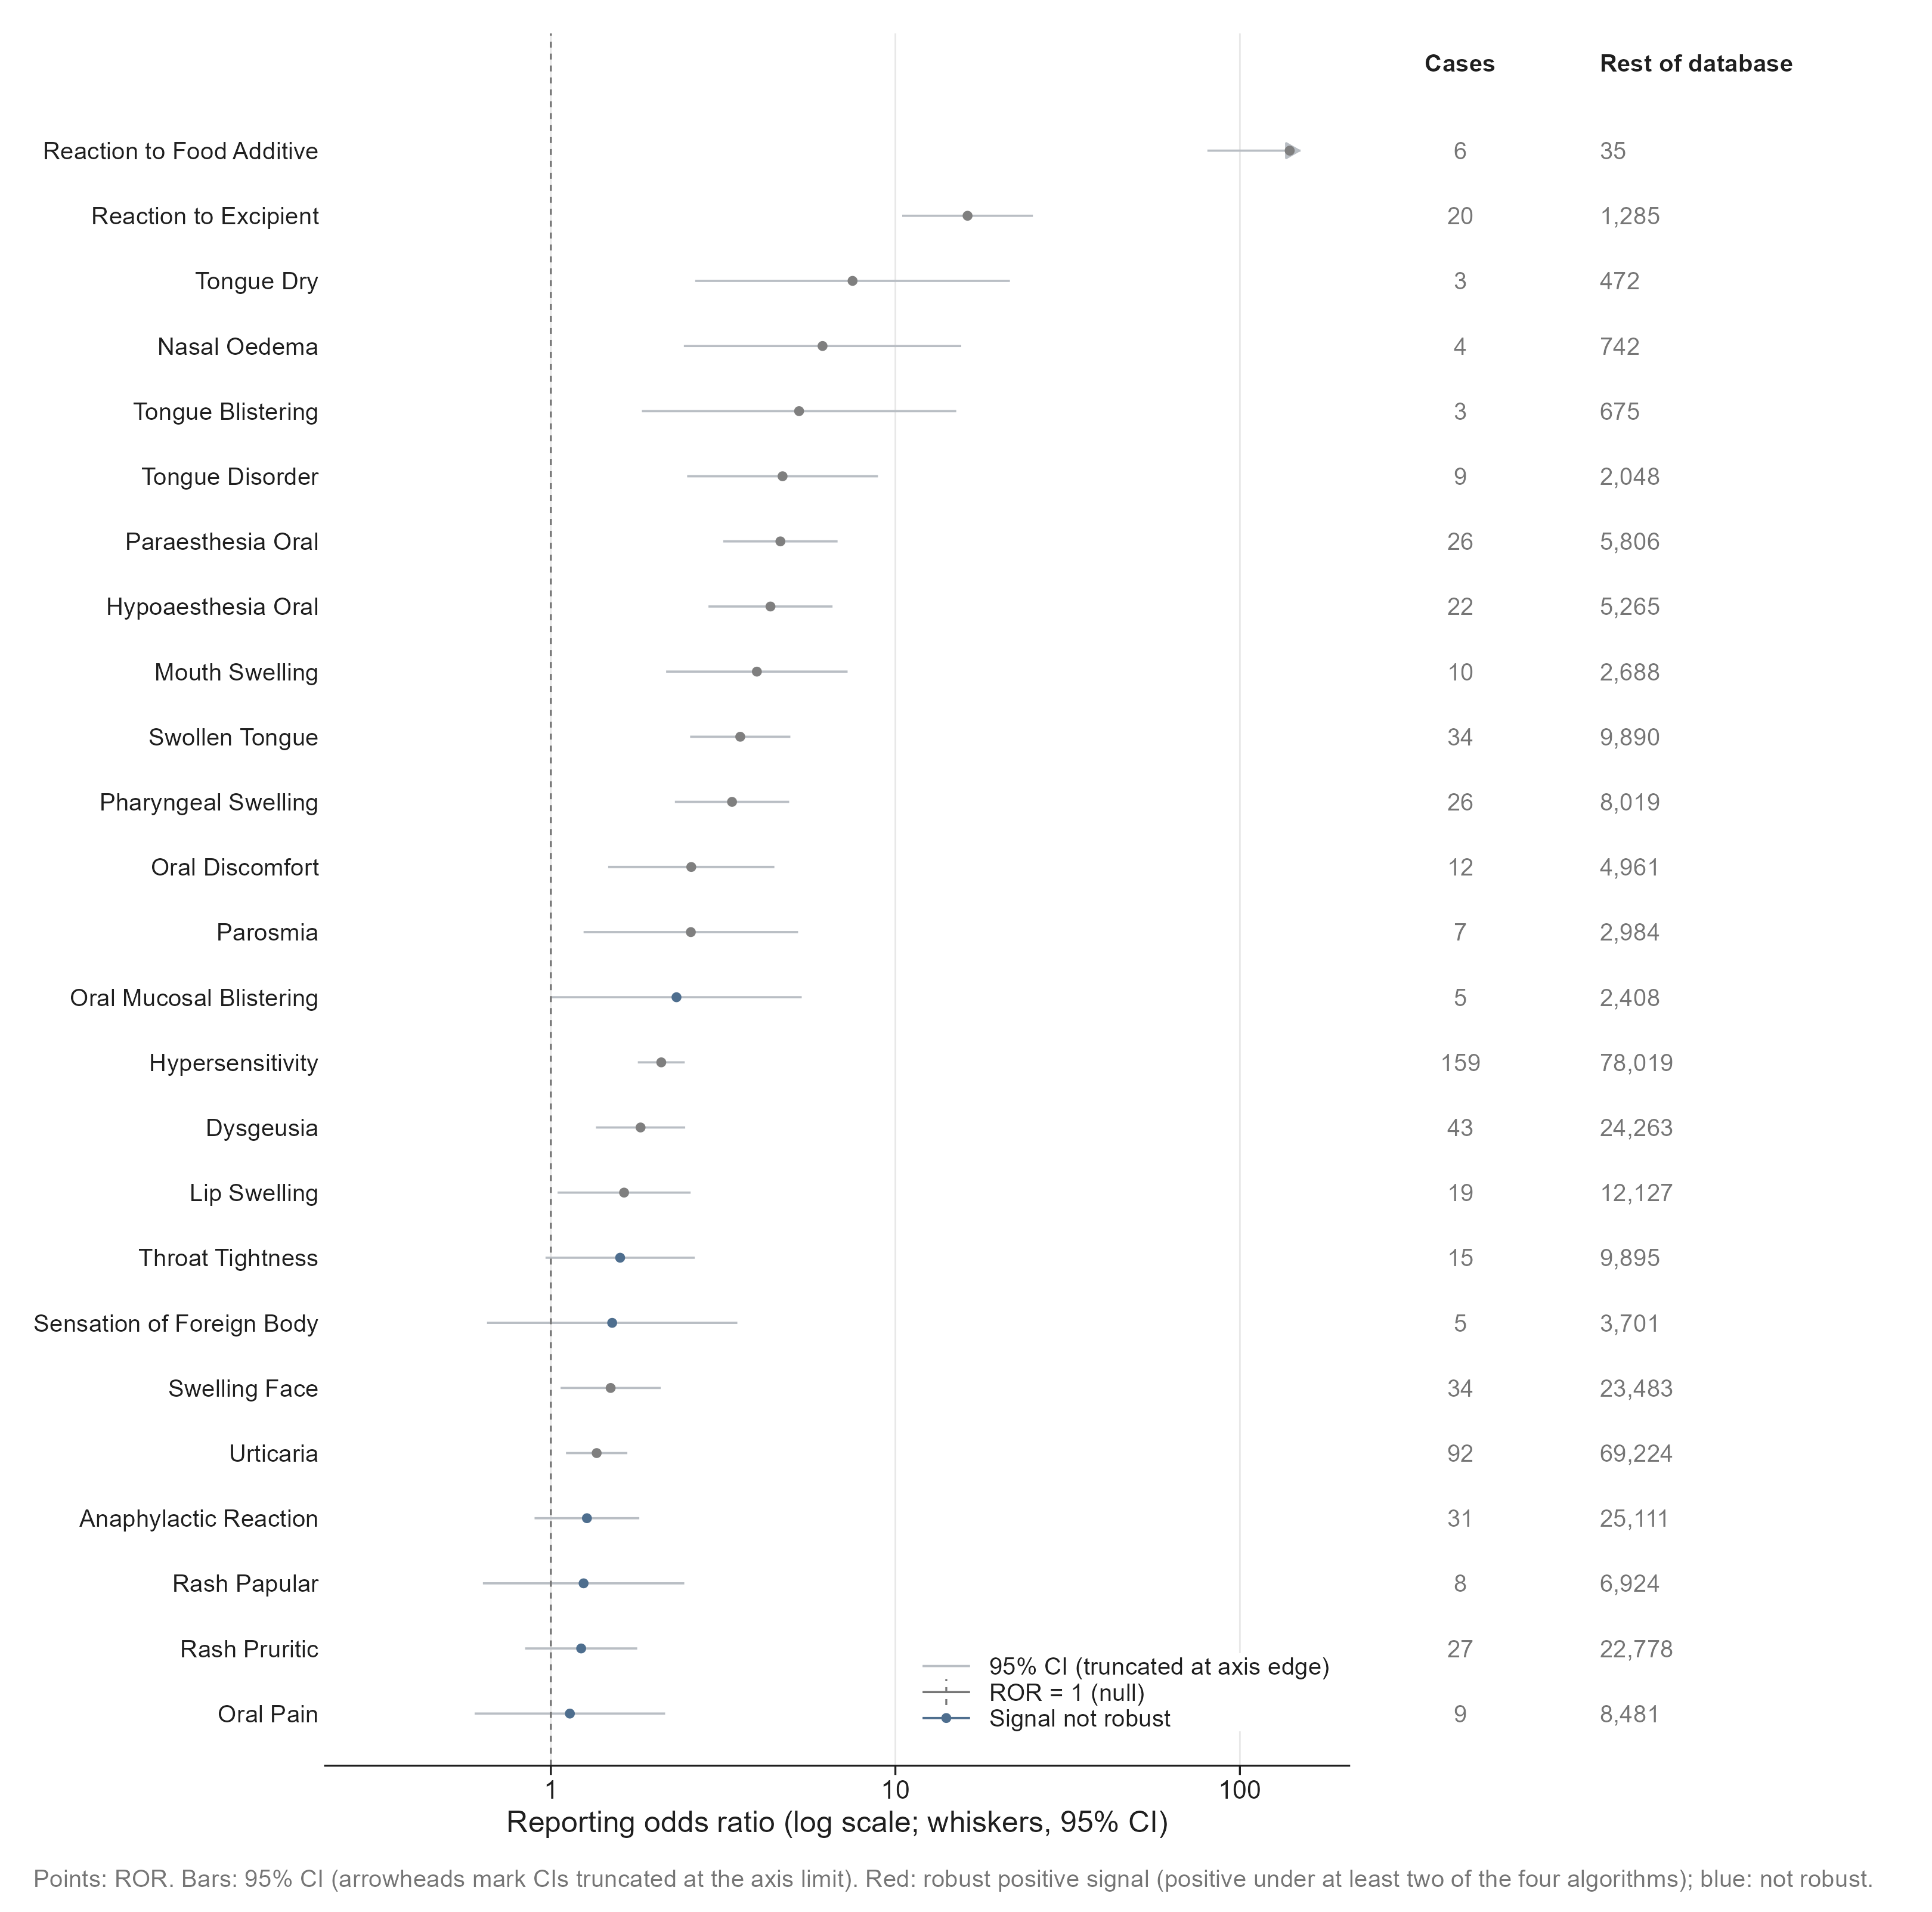 Cases Rest of database
Reaction to Food Additive 6 35
Reaction to Excipient 20 1,285
Tongue Dry 3 472
Nasal Oedema 4 742
Tongue Blistering 3 675
Tongue Disorder 9 2,048
Paraesthesia Oral 26 5,806
Hypoaesthesia Oral 22 5,265
Mouth Swelling 10 2,688
Swollen Tongue 34 9,890
Pharyngeal Swelling 26 8,019
Oral Discomfort 12 4,961
Parosmia 7 2,984
Oral Mucosal Blistering 5 2,408
Hypersensitivity 159 78,019
Dysgeusia 43 24,263
Lip Swelling 19 12,127
Throat Tightness 15 9,895
Sensation of Foreign Body 5 3,701
Swelling Face 34 23,483
Urticaria 92 69,224
Anaphylactic Reaction 31 25,111
Rash Papular 8 6,924
Rash Pruritic 27 22,778
Oral Pain 9 8,481
95% CI (truncated at axis edge)
ROR = 1 (null)
Signal not robust
1 10 100
Reporting odds ratio (log scale; whiskers, 95% CI)
Points: ROR. Bars: 95% CI (arrowheads mark CIs truncated at the axis limit). Red: robust positive signal (positive under at least two of the four algorithms); blue: not robust.